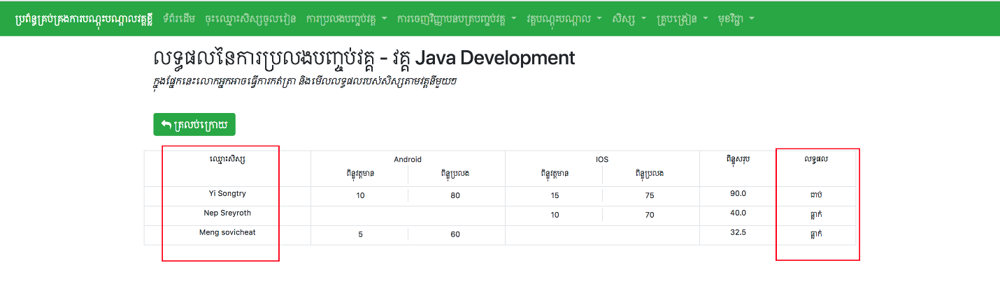 ប្រព័ន្ធគ្រប់គ្រងការបណ្តុះបណ្តាលវគ្គខ្លី ទំព័រដើម ចុះឈ្មោះសិស្សចូលរៀន ការប្រលងបញ្ចប់វគ្គ ការចេញវិញ្ញាបនបត្របញ្ចប់វគ្គ វគ្គបណ្តុះបណ្តាល សិស្ស គ្រូបង្រៀន មុខវិជ្ជា
លទ្ធផលនៃការប្រលងបញ្ចប់វគ្គ - វគ្គ Java Development
ក្នុងផ្នែកនេះលោកអ្នកអាចធ្វើការកត់ត្រា និងមើលលទ្ធផលរបស់សិស្សតាមវគ្គនីមួយៗ
ត្រលប់ក្រោយ
ឈ្មោះសិស្ស Android IOS ពិន្ទុសរុប លទ្ធផល
ពិន្ទុវត្តមាន ពិន្ទុប្រលង ពិន្ទុវត្តមាន ពិន្ទុប្រលង
Yi Songtry 10 80 15 75 90.0 ជាប់
Nep Sreyroth 10 70 40.0 ធ្លាក់
Meng sovicheat 5 60 32.5 ធ្លាក់